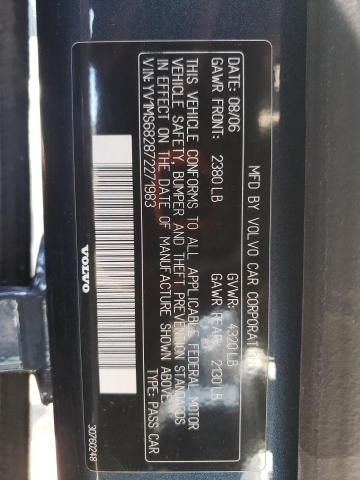 MFD BY VOLVO CAR CORPORATION
DATE: 08/06 GVWR: 4320 LB
GAWR FRONT: 2380 LB GAWR REAR: 2130 LB
THIS VEHICLE CONFORMS TO ALL APPLICABLE FEDERAL MOTOR
VEHICLE SAFETY, BUMPER AND THEFT PREVENTION STANDARDS
IN EFFECT ON THE DATE OF MANUFACTURE SHOWN ABOVE
VIN: YV1MS682872271983 TYPE: PASS CAR
VOLVO
30760248